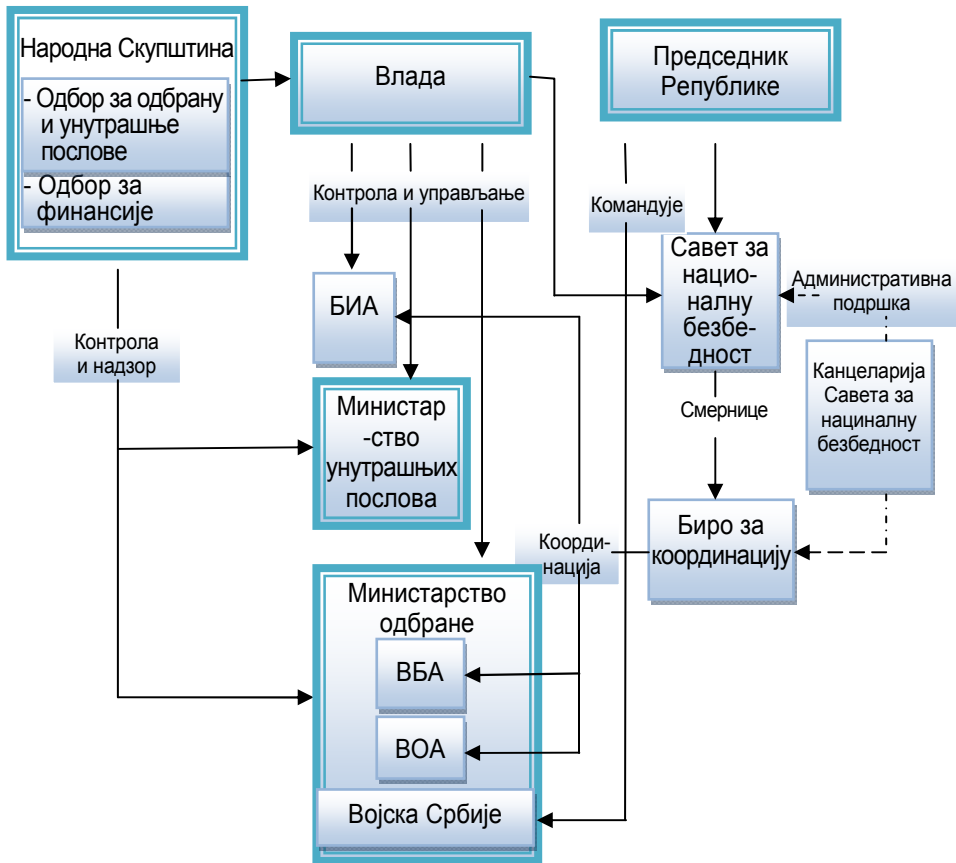 Народна Скупштина
- Одбор за одбрану
и унутрашње
послове
- Одбор за
финансије
Влада
Председник
Републике
Контрола и управљање
Командује
Савет за
нацио-
налну
безбе-
дност
Административна
подршка
БИА
Контрола
и надзор
Канцеларија
Савета за
нациналну
безбедност
Министар
-ство
унутрашњих
послова
Смернице
Биро за
координацију
Коорди-
нација
Министарство
одбране
ВБА
ВОА
Војска Србије